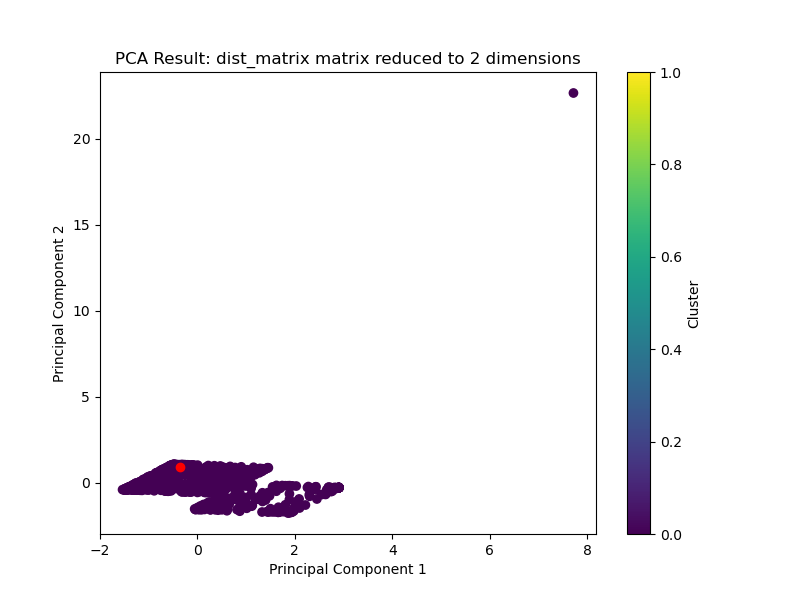 PCA Result: dist_matrix matrix reduced to 2 dimensions
Principal Component 2
20
15
10
5
0
−2 0 2 4 6 8
Principal Component 1
1.0
0.8
0.6
0.4
0.2
0.0
Cluster